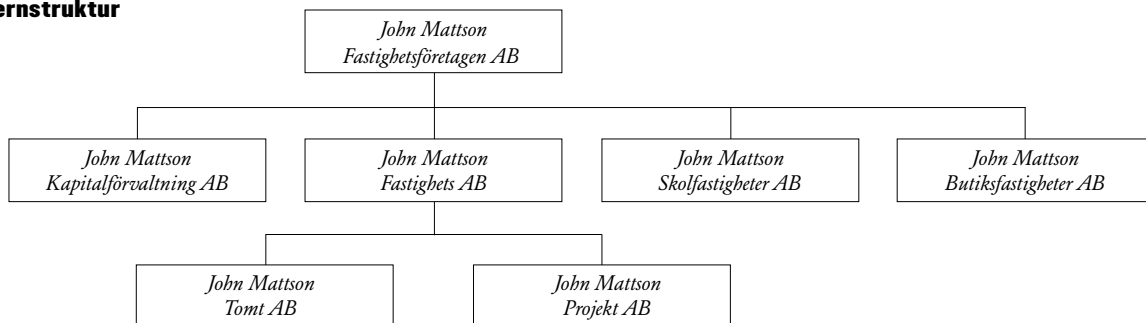 ernstruktur
John Mattson
Fastighetsföretagen AB
John Mattson
Kapitalförvaltning AB
John Mattson
Fastighets AB
John Mattson
Skolfastigheter AB
John Mattson
Butiksfastigheter AB
John Mattson
Tomt AB
John Mattson
Projekt AB